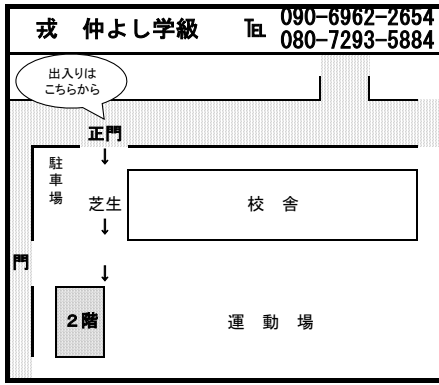 戎 仲よし学級 ℡ 090-6962-2654
080-7293-5884
出入りは
こちらから
正門
↓
駐車場
芝生
↓
校 舎
門
↓
2階
運 動 場